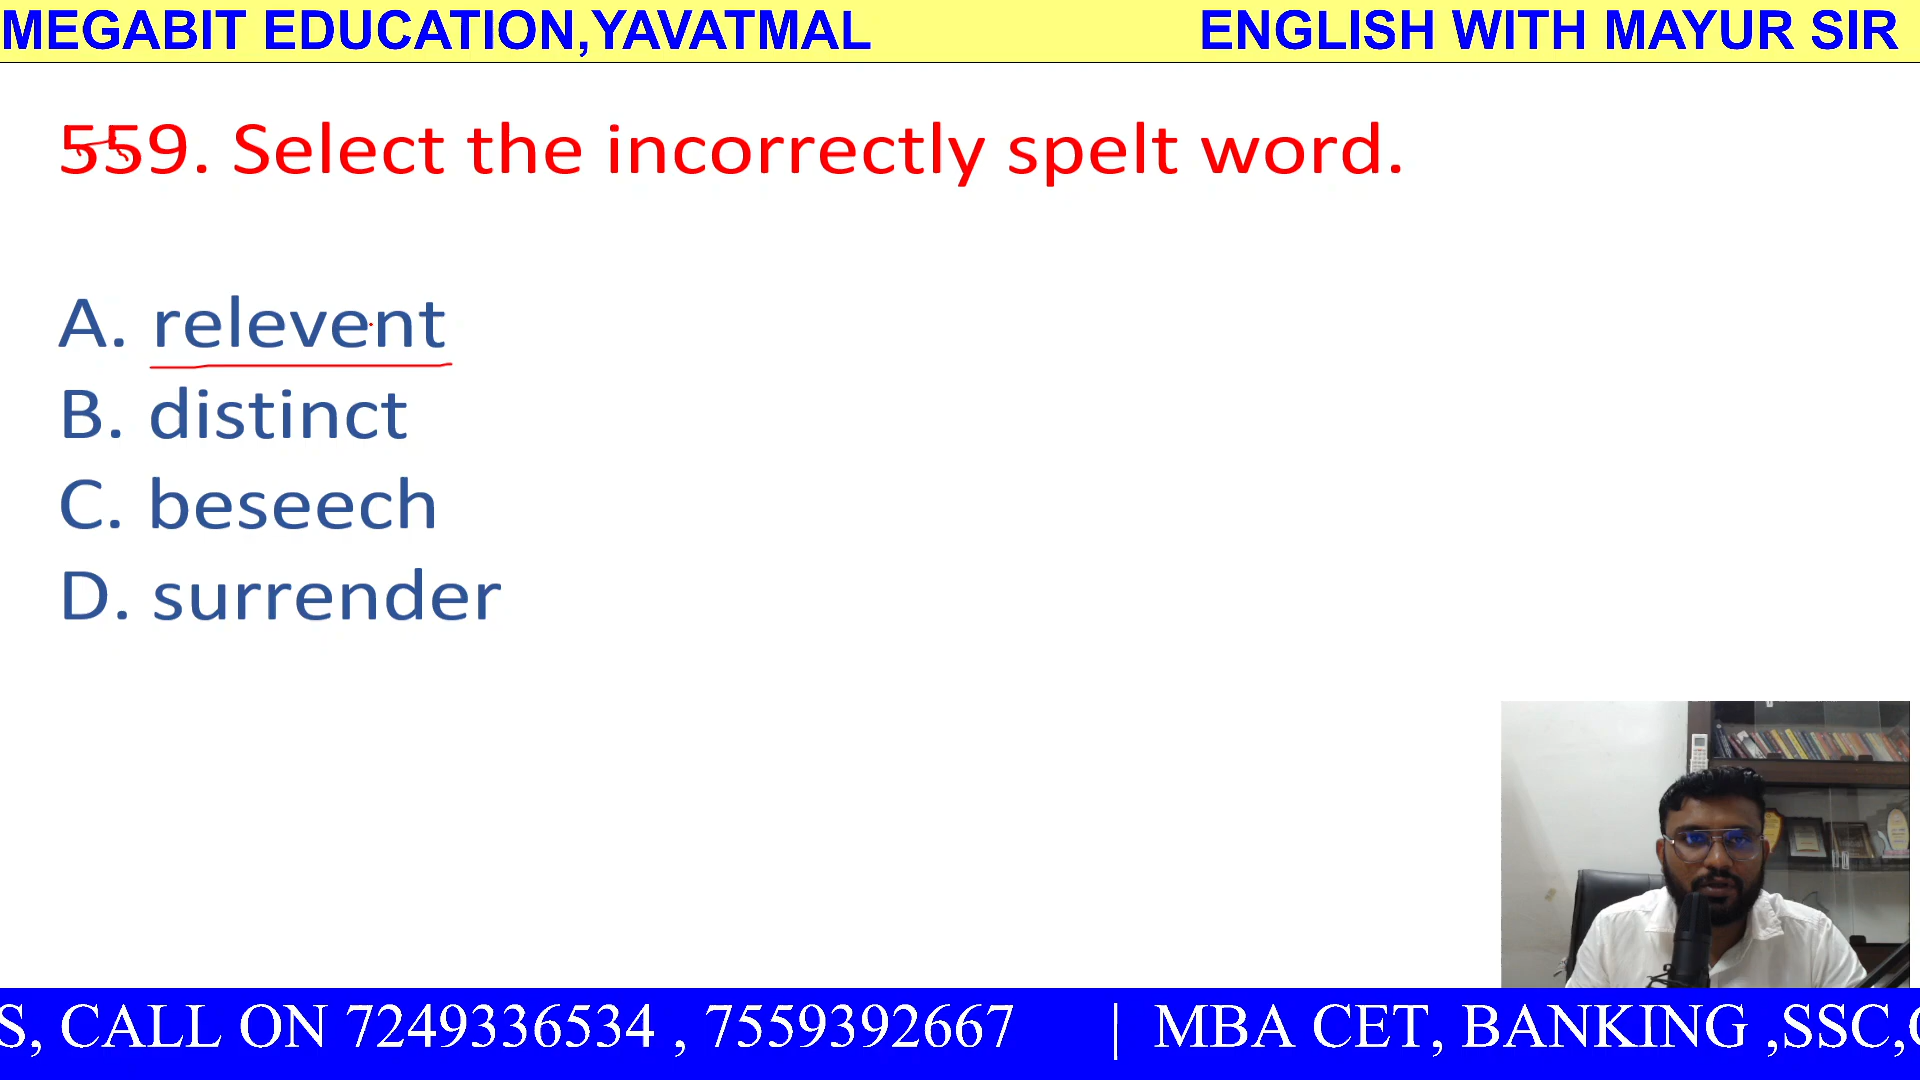 MEGABIT EDUCATION,YAVATMAL ENGLISH WITH MAYUR SIR
559. Select the incorrectly spelt word.
A. relevent
B. distinct
C. beseech
D. surrender
S, CALL ON 7249336534 , 7559392667 | MBA CET, BANKING ,SSC,